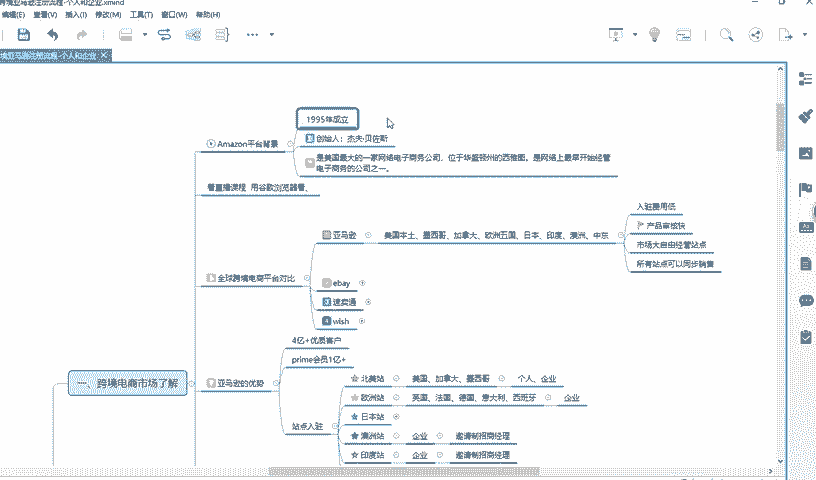 跨境亚马逊注册流程-个人和企业.xmind
编辑(E) 查看(V) 插入(I) 修改(M) 工具(T) 窗口(W) 帮助(H)
境亚马逊注册流程-个人和企业
1995年成立
Amazon平台背景
创始人：杰夫·贝佐斯
是美国最大的一家网络电子商务公司，位于华盛顿州的西雅图。是网上最早开始经营
电子商务的公司之一。
看直播课程 用谷歌浏览器看、
入驻费用低
产品审核快
亚马逊
美国本土、墨西哥、加拿大、欧洲五国、日本、印度、澳洲、中东
市场大自由经营站点
所有站点可以同步销售
全球跨境电商平台对比
ebay
速卖通
wish
4亿+优质客户
prime会员1亿+
一、跨境电商市场了解
亚马逊的优势
北美站
美国、加拿大、墨西哥
个人、企业
欧洲站
英国、法国、德国、意大利、西班牙
企业
日本站
站点入驻
澳洲站
企业
邀请制招商经理
印度站
企业
邀请制招商经理